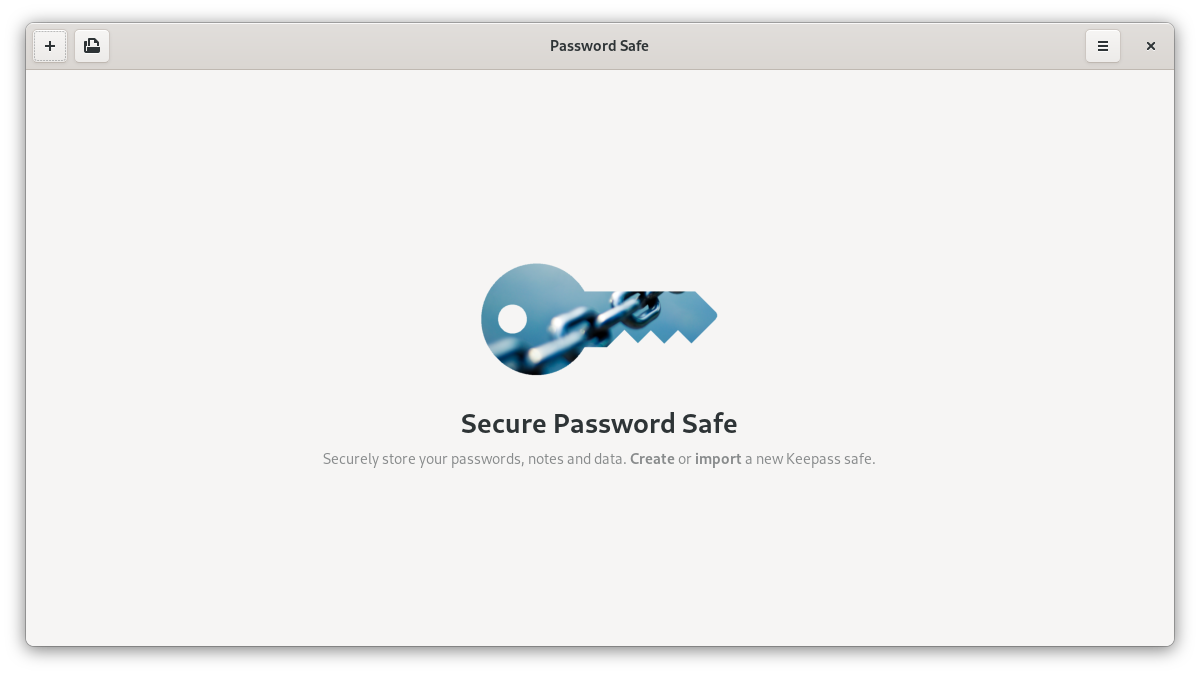 Password Safe
Secure Password Safe
Securely store your passwords, notes and data. Create or import a new Keepass safe.